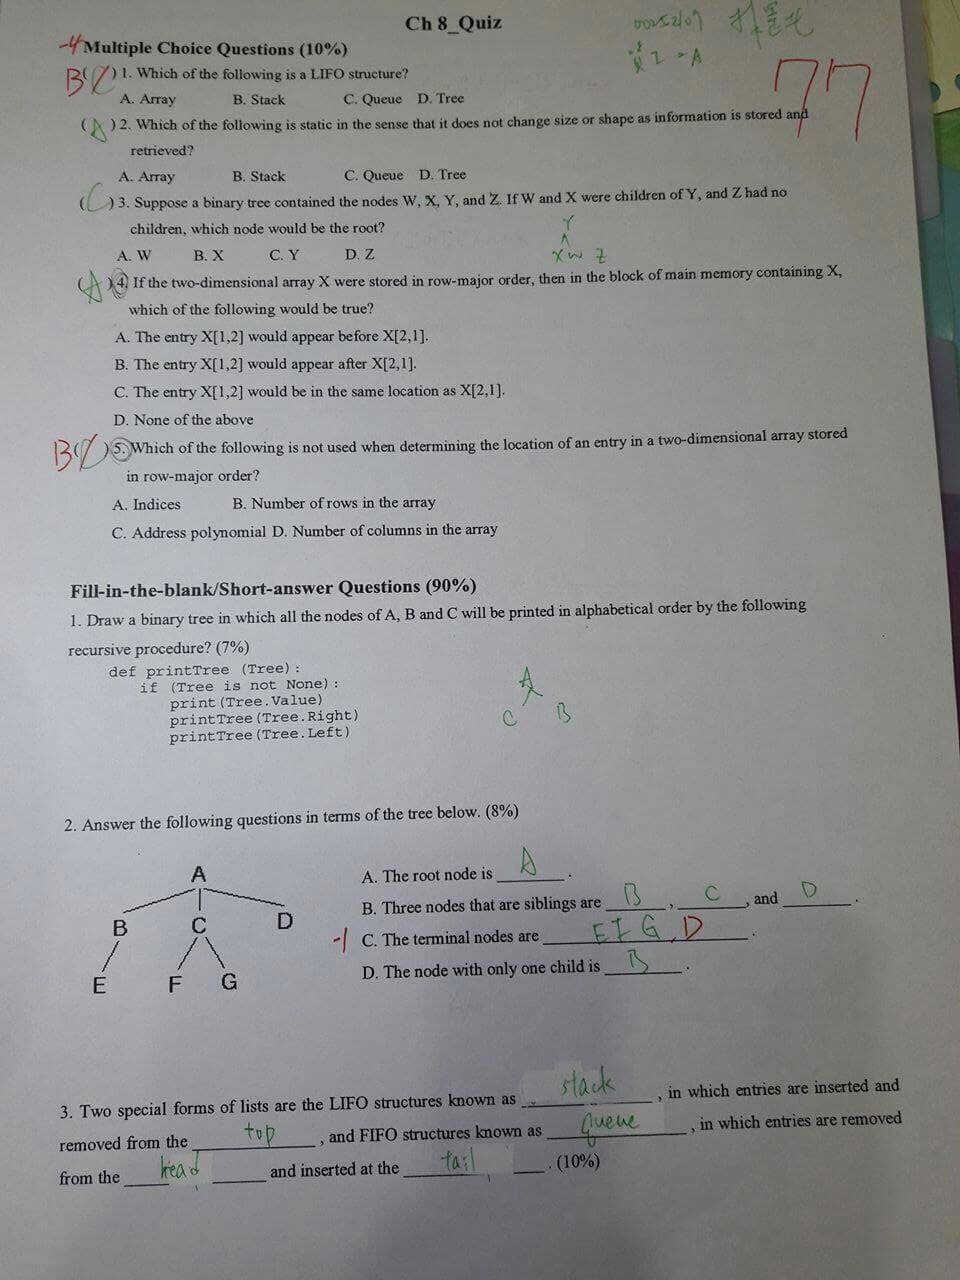 Ch 8_Quiz
77
-4 Multiple Choice Questions (10%)
B ( ) 1. Which of the following is a LIFO structure?
A. Array B. Stack C. Queue D. Tree
(A) 2. Which of the following is static in the sense that it does not change size or shape as information is stored and
retrieved?
A. Array B. Stack C. Queue D. Tree
(C) 3. Suppose a binary tree contained the nodes W, X, Y, and Z. If W and X were children of Y, and Z had no
children, which node would be the root?
Y
X W Z
A. W B. X C. Y D. Z
(A) 4. If the two-dimensional array X were stored in row-major order, then in the block of main memory containing X,
which of the following would be true?
A. The entry X[1,2] would appear before X[2,1].
B. The entry X[1,2] would appear after X[2,1].
C. The entry X[1,2] would be in the same location as X[2,1].
D. None of the above
B ( ) 5. Which of the following is not used when determining the location of an entry in a two-dimensional array stored
in row-major order?
A. Indices B. Number of rows in the array
C. Address polynomial D. Number of columns in the array
Fill-in-the-blank/Short-answer Questions (90%)
1. Draw a binary tree in which all the nodes of A, B and C will be printed in alphabetical order by the following
recursive procedure? (7%)
def printTree (Tree):
if (Tree is not None):
print(Tree.Value)
printTree(Tree.Right)
printTree(Tree.Left)
A
C B
2. Answer the following questions in terms of the tree below. (8%)
A
B C D
E F G
A. The root node is A.
B. Three nodes that are siblings are B, C, and D.
-1 C. The terminal nodes are E F G, D.
D. The node with only one child is B.
3. Two special forms of lists are the LIFO structures known as stack, in which entries are inserted and
removed from the top, and FIFO structures known as queue, in which entries are removed
from the head and inserted at the tail. (10%)